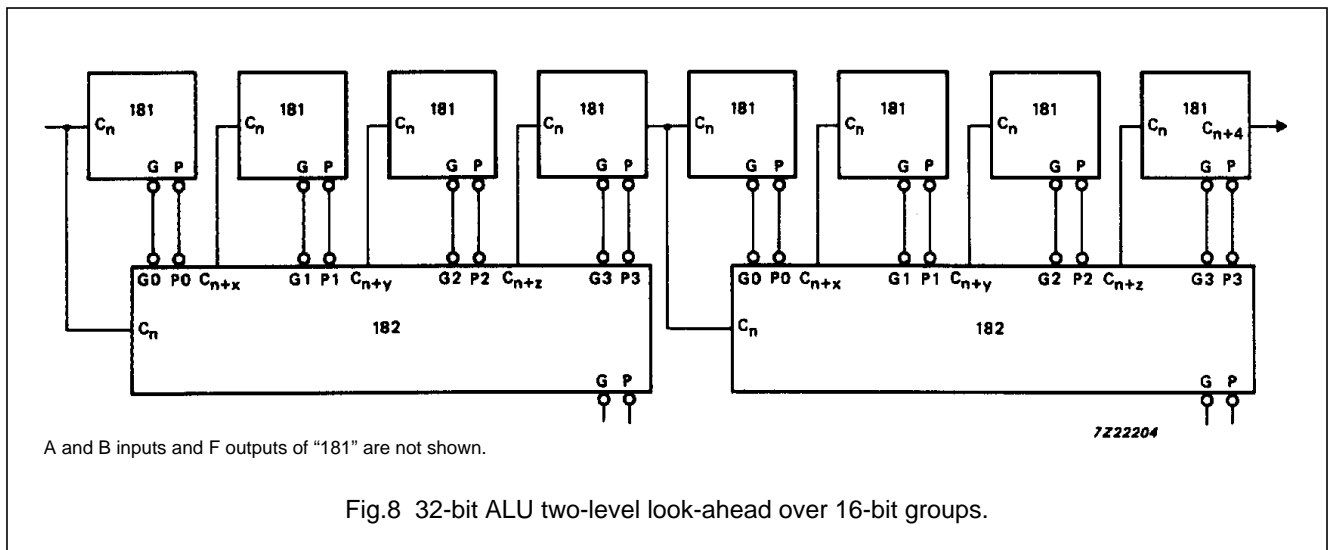 181 181 181 181 181 181 181 181
Cn Cn Cn Cn Cn Cn Cn Cn Cn+4
G P G P G P G P G P G P G P G P
G0 P0 Cn+x G1 P1 Cn+y G2 P2 Cn+z G3 P3 G0 P0 Cn+x G1 P1 Cn+y G2 P2 Cn+z G3 P3
Cn 182 Cn 182
G P G P
7Z22204
A and B inputs and F outputs of “181” are not shown.
Fig.8 32-bit ALU two-level look-ahead over 16-bit groups.